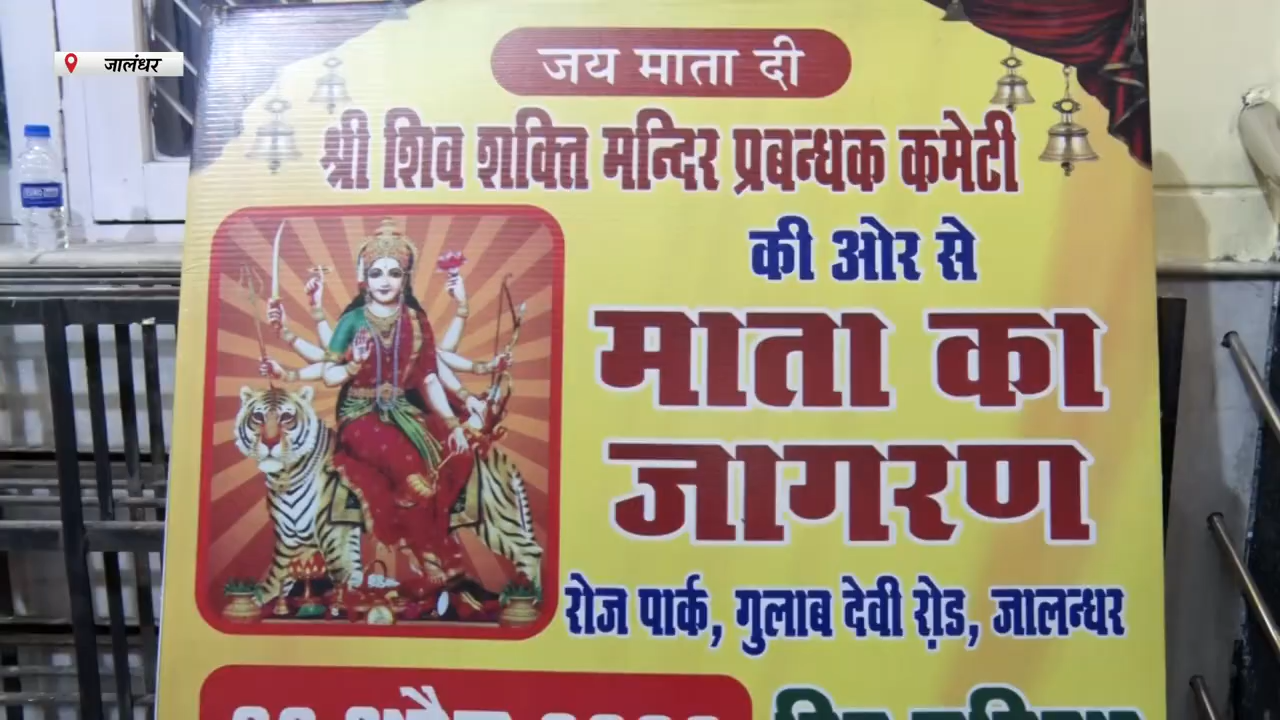 जालंधर
जय माता दी
श्री शिव शक्ति मन्दिर प्रबन्धक कमेटी
की ओर से
माता का
जागरण
रोज पार्क, गुलाब देवी रोड़, जालन्धर